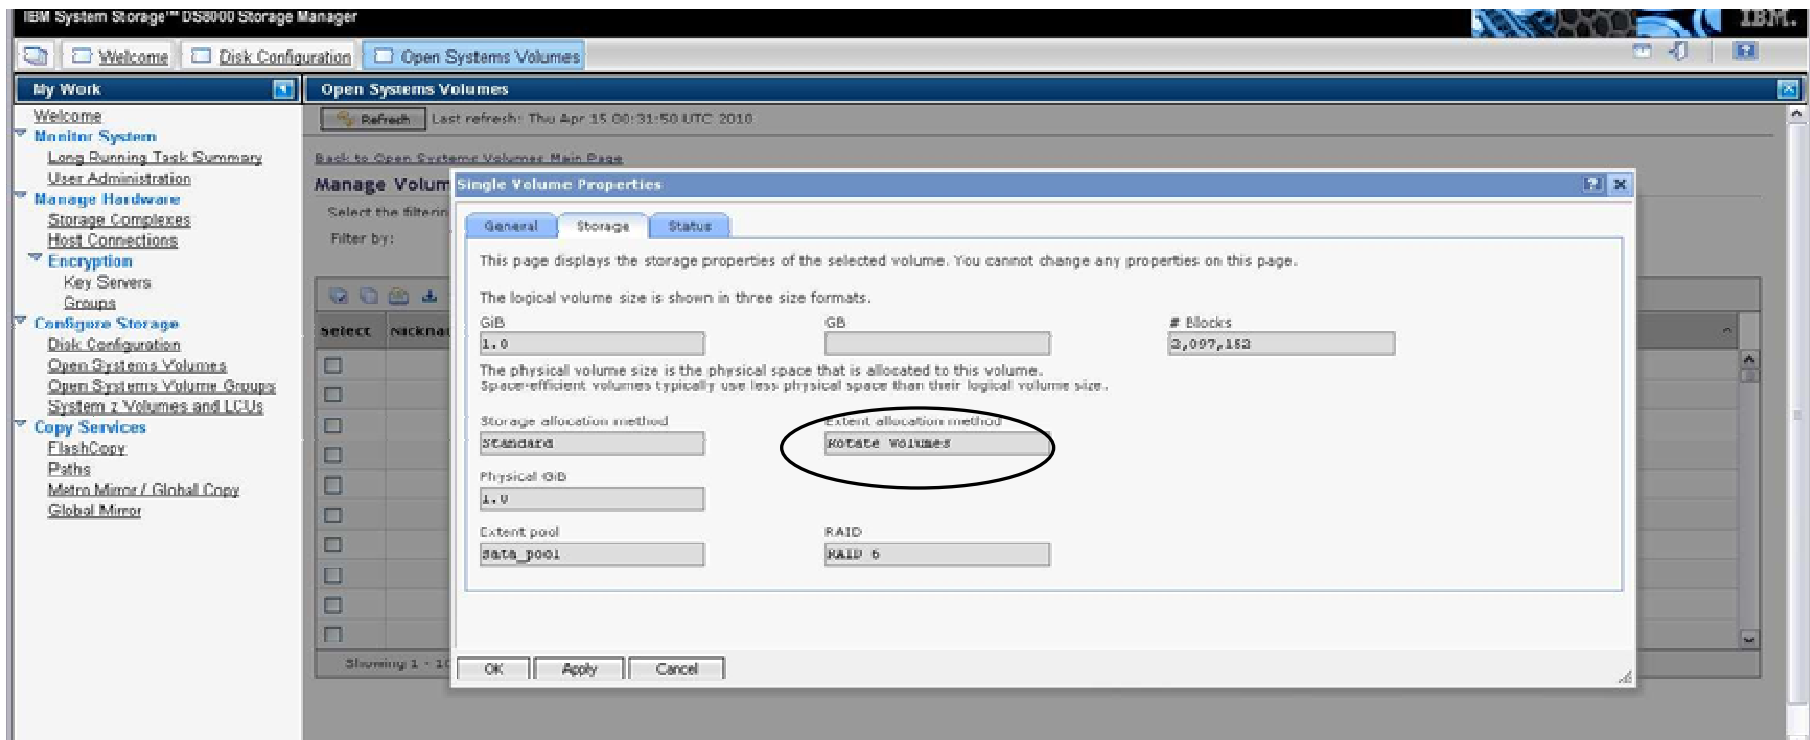 IBM System Storage™ DS8000 Storage Manager
IBM.
Welcome Disk Configuration Open Systems Volumes
My Work
Welcome
Monitor System
Long Running Task Summary
User Administration
Manage Hardware
Storage Complexes
Host Connections
Encryption
Key Servers
Groups
Configure Storage
Disk Configuration
Open Systems Volumes
Open Systems Volume Groups
System z Volumes and LCUs
Copy Services
FlashCopy
Paths
Metro Mirror / Global Copy
Global Mirror
Open Systems Volumes
Refresh Last refresh: Thu Apr 15 00:31:50 UTC 2010
Back to Open Systems Volumes Main Page
Manage Volum
Select the filterin
Filter by:
Select Nicknam
Showing 1 - 10
Single Volume Properties
General Storage Status
This page displays the storage properties of the selected volume. You cannot change any properties on this page.
The logical volume size is shown in three size formats.
GiB GB # Blocks
1.0 2,097,152
The physical volume size is the physical space that is allocated to this volume.
Space-efficient volumes typically use less physical space than their logical volume size.
Storage allocation method Extent allocation method
Standard Rotate Volumes
Physical GiB
1.0
Extent pool RAID
sata_pool RAID 6
OK Apply Cancel